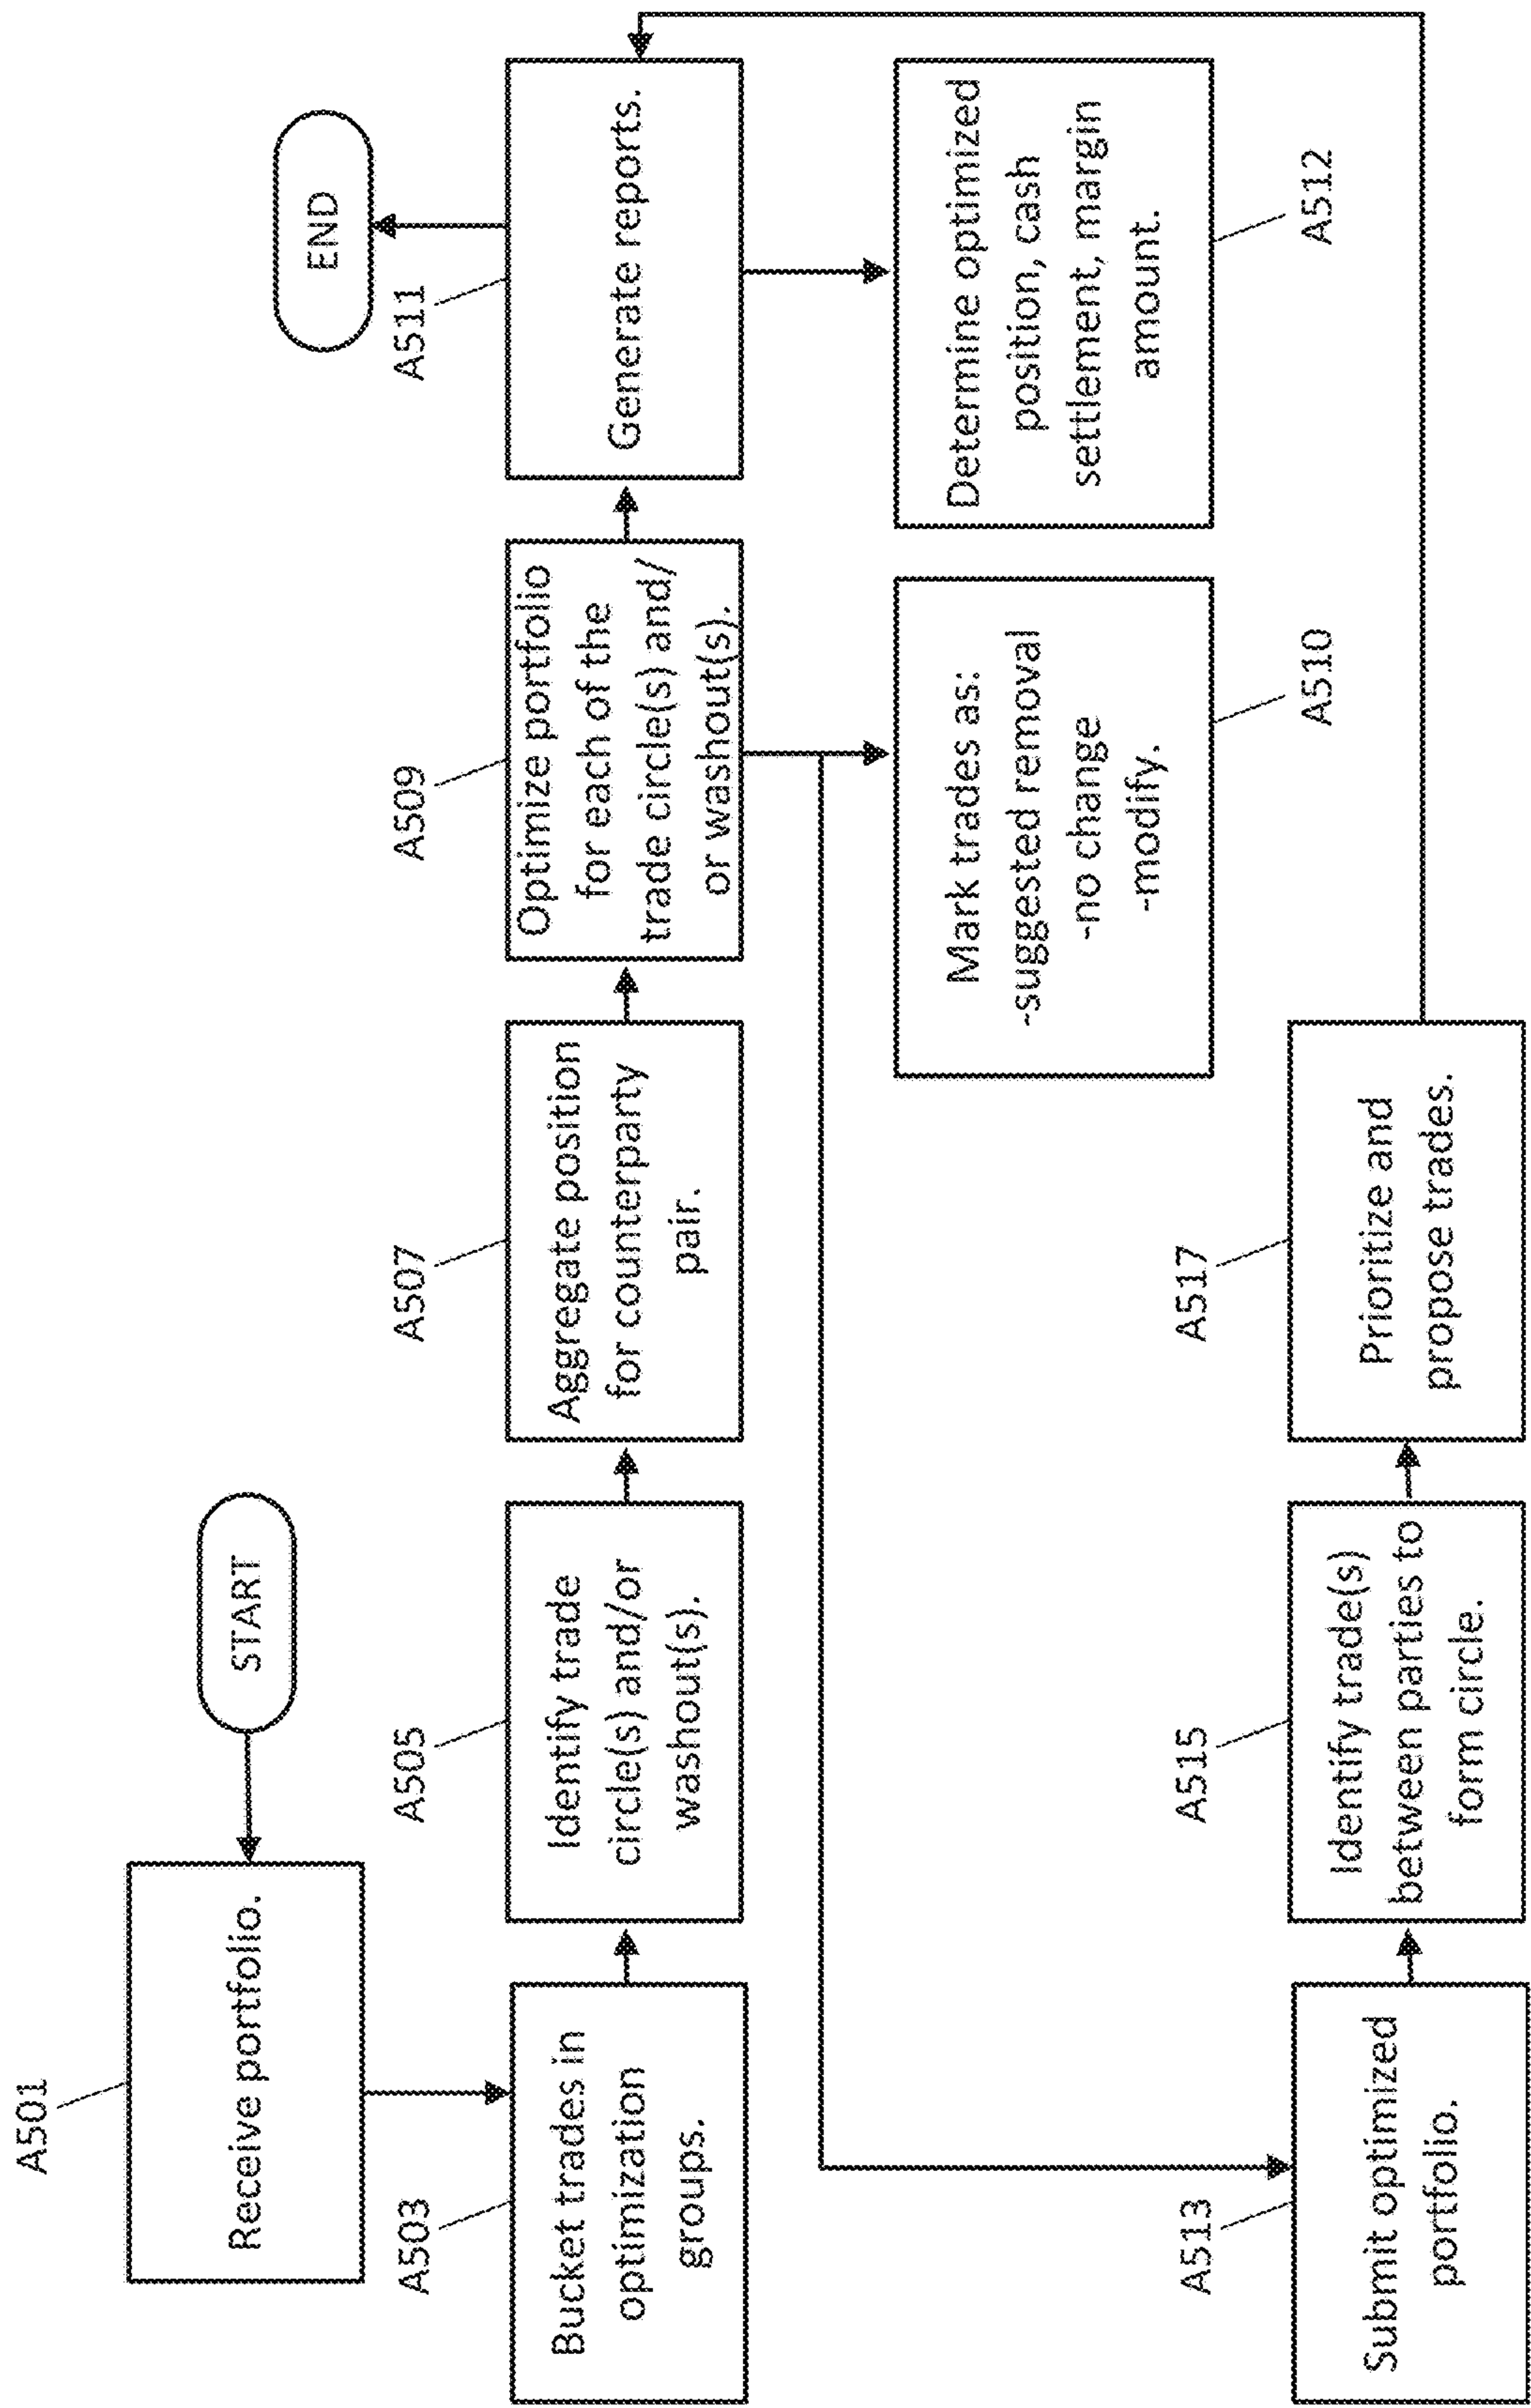 A501
Receive portfolio.
START
A503
Bucket trades in
optimization
groups.
A505
Identify trade
circle(s) and/or
washout(s).
A507
Aggregate position
for counterparty
pair.
A509
Optimize portfolio
for each of the
trade circle(s) and/
or washout(s).
A511
Generate reports.
END
Mark trades as:
-suggested removal
-no change
-modify.
A510
Determine optimized
position, cash
settlement, margin
amount.
A512
A513
Submit optimized
portfolio.
A515
Identify trade(s)
between parties to
form circle.
A517
Prioritize and
propose trades.